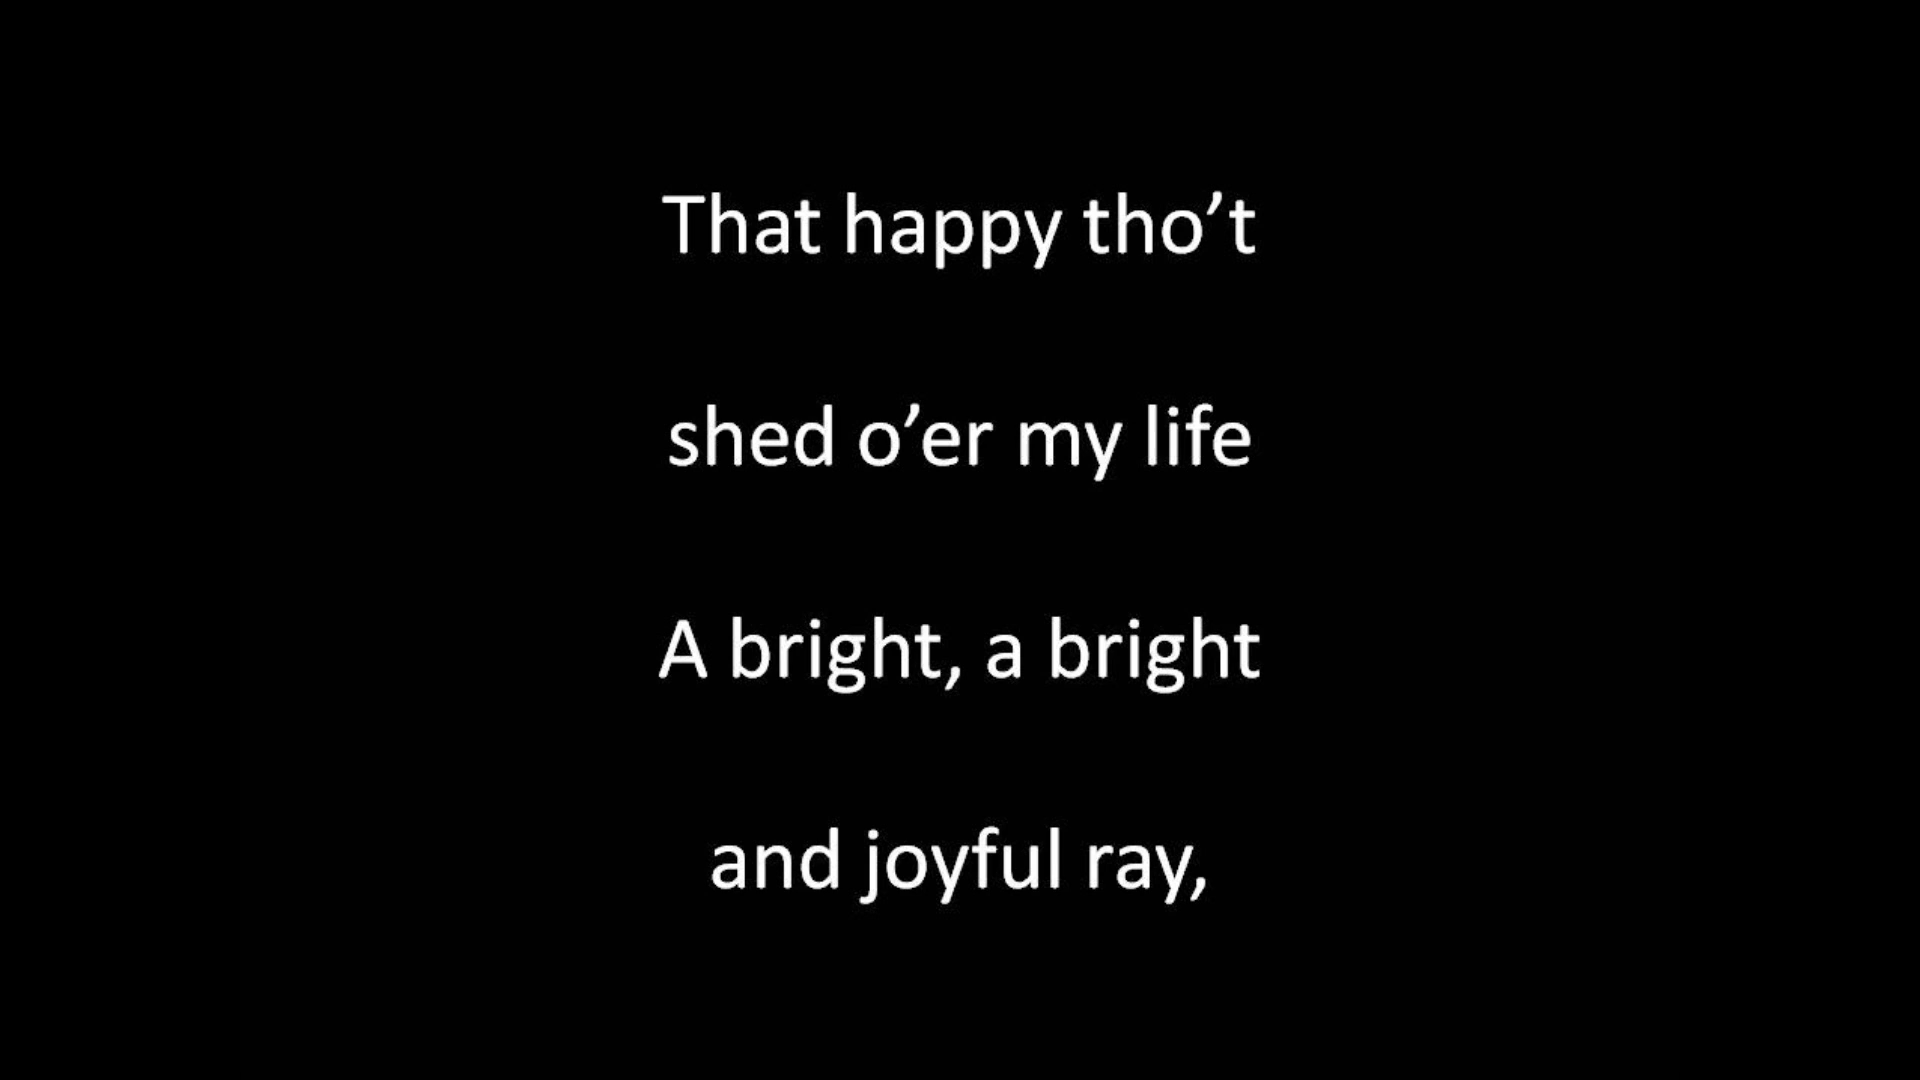 That happy tho’t
shed o’er my life
A bright, a bright
and joyful ray,